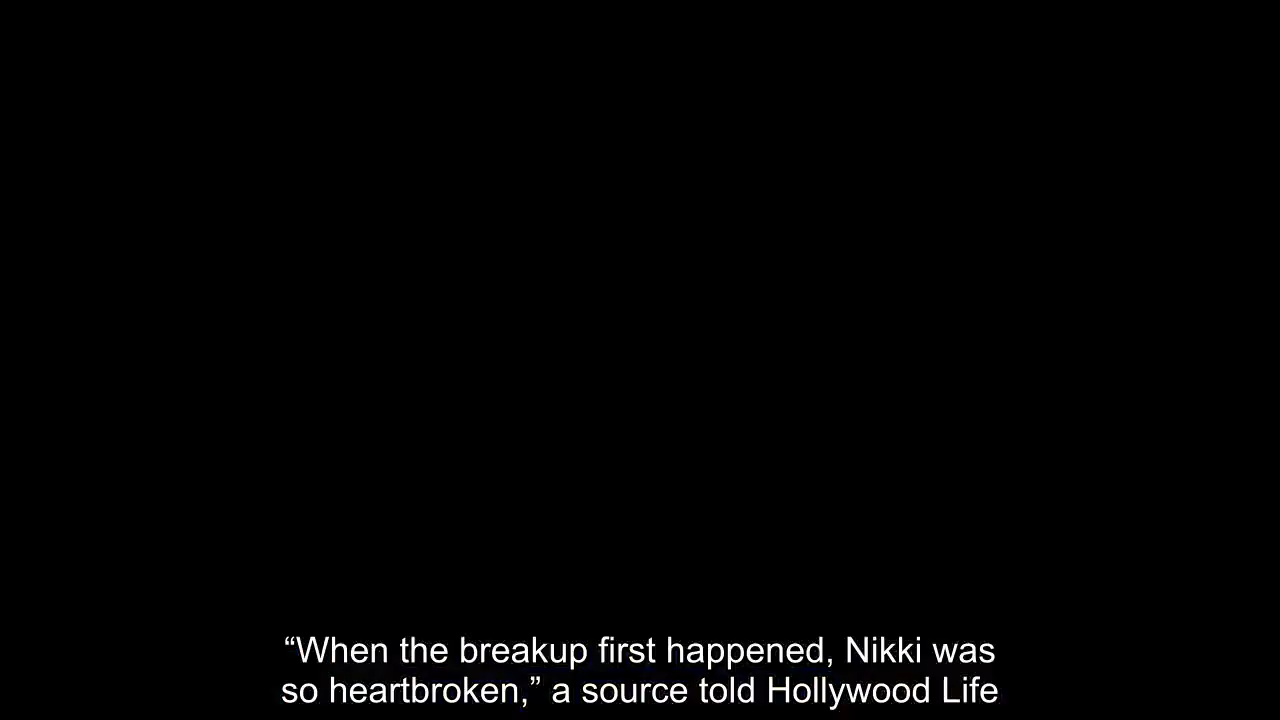 “When the breakup first happened, Nikki was
so heartbroken,” a source told Hollywood Life